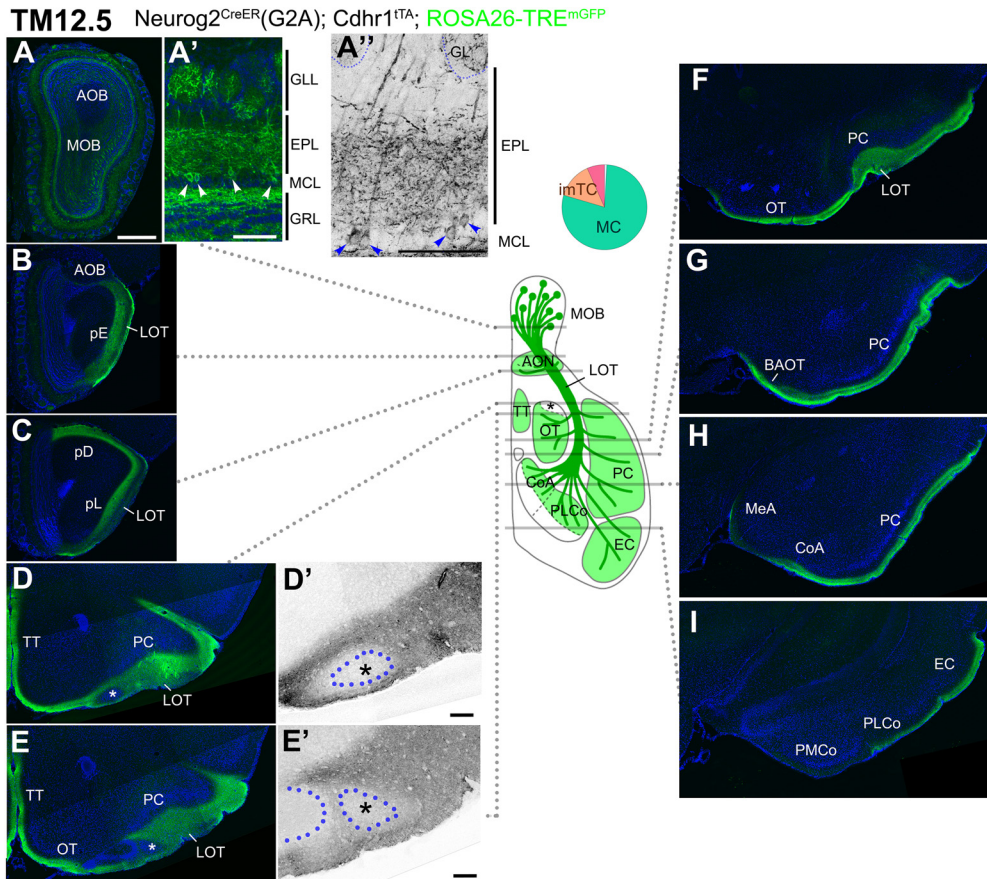 TM12.5 Neurog2CreER(G2A); Cdhr1tTA; ROSA26-TREmGFP
A
AOB
MOB
A'
GLL
EPL
MCL
GRL
A''
GL
EPL
MCL
imTC
MC
B
AOB
pE
LOT
C
pD
pL
LOT
D
TT
PC
*
LOT
D'
*
E
TT
PC
OT
*
LOT
E'
*
MOB
AON
LOT
TT
*
OT
CoA
PC
PLCo
EC
F
PC
LOT
OT
G
PC
BAOT
H
MeA
PC
CoA
I
EC
PLCo
PMCo